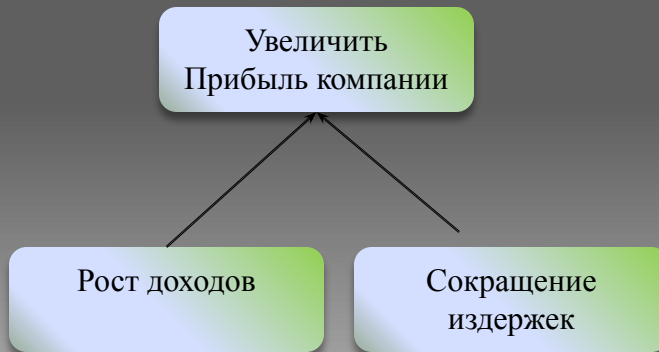 Увеличить
Прибыль компании
Рост доходов
Сокращение
издержек